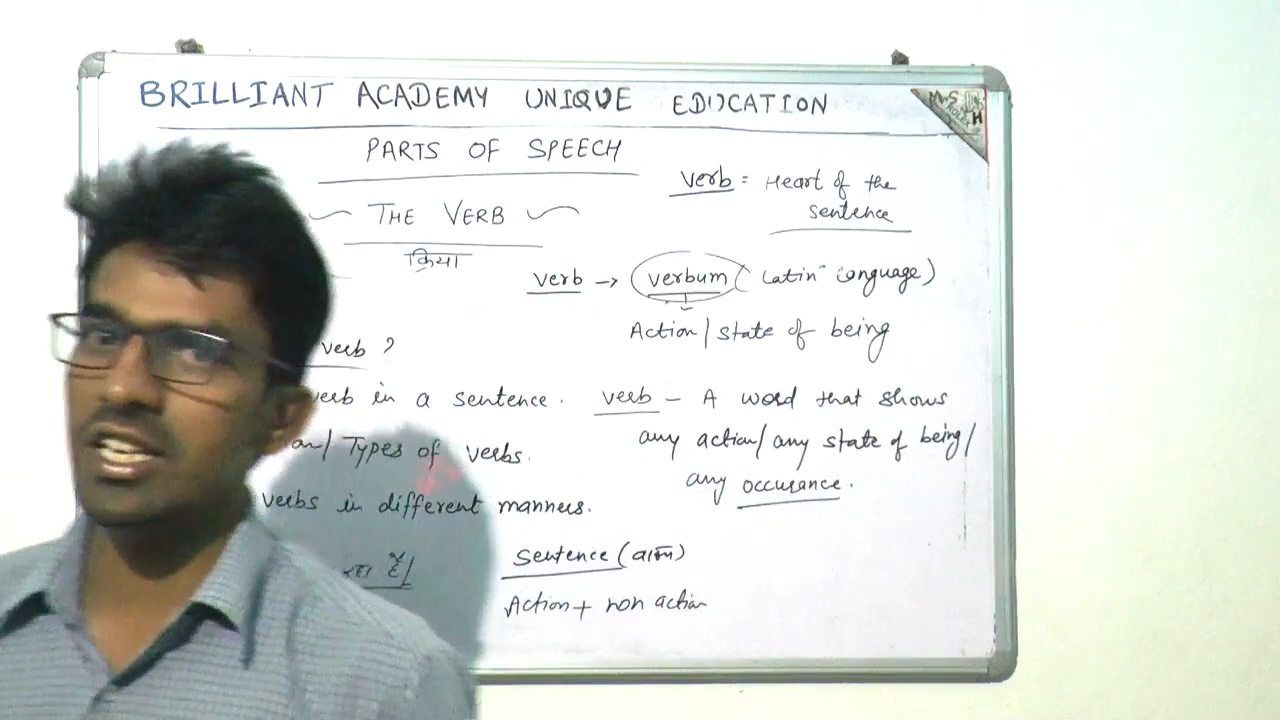 BRILLIANT ACADEMY UNIQUE EDUCATION
PARTS OF SPEECH
verb = Heart of the
sentence
THE VERB
क्रिया
verb → verbum (Latin Language)
Action/state of being
verb ?
verb in a sentence.
verb - A word that shows
any action/any state of being/
any occurance.
Types of verbs.
verbs in different manners.
है।
Sentence (वाक्य)
Action + non action
M.S